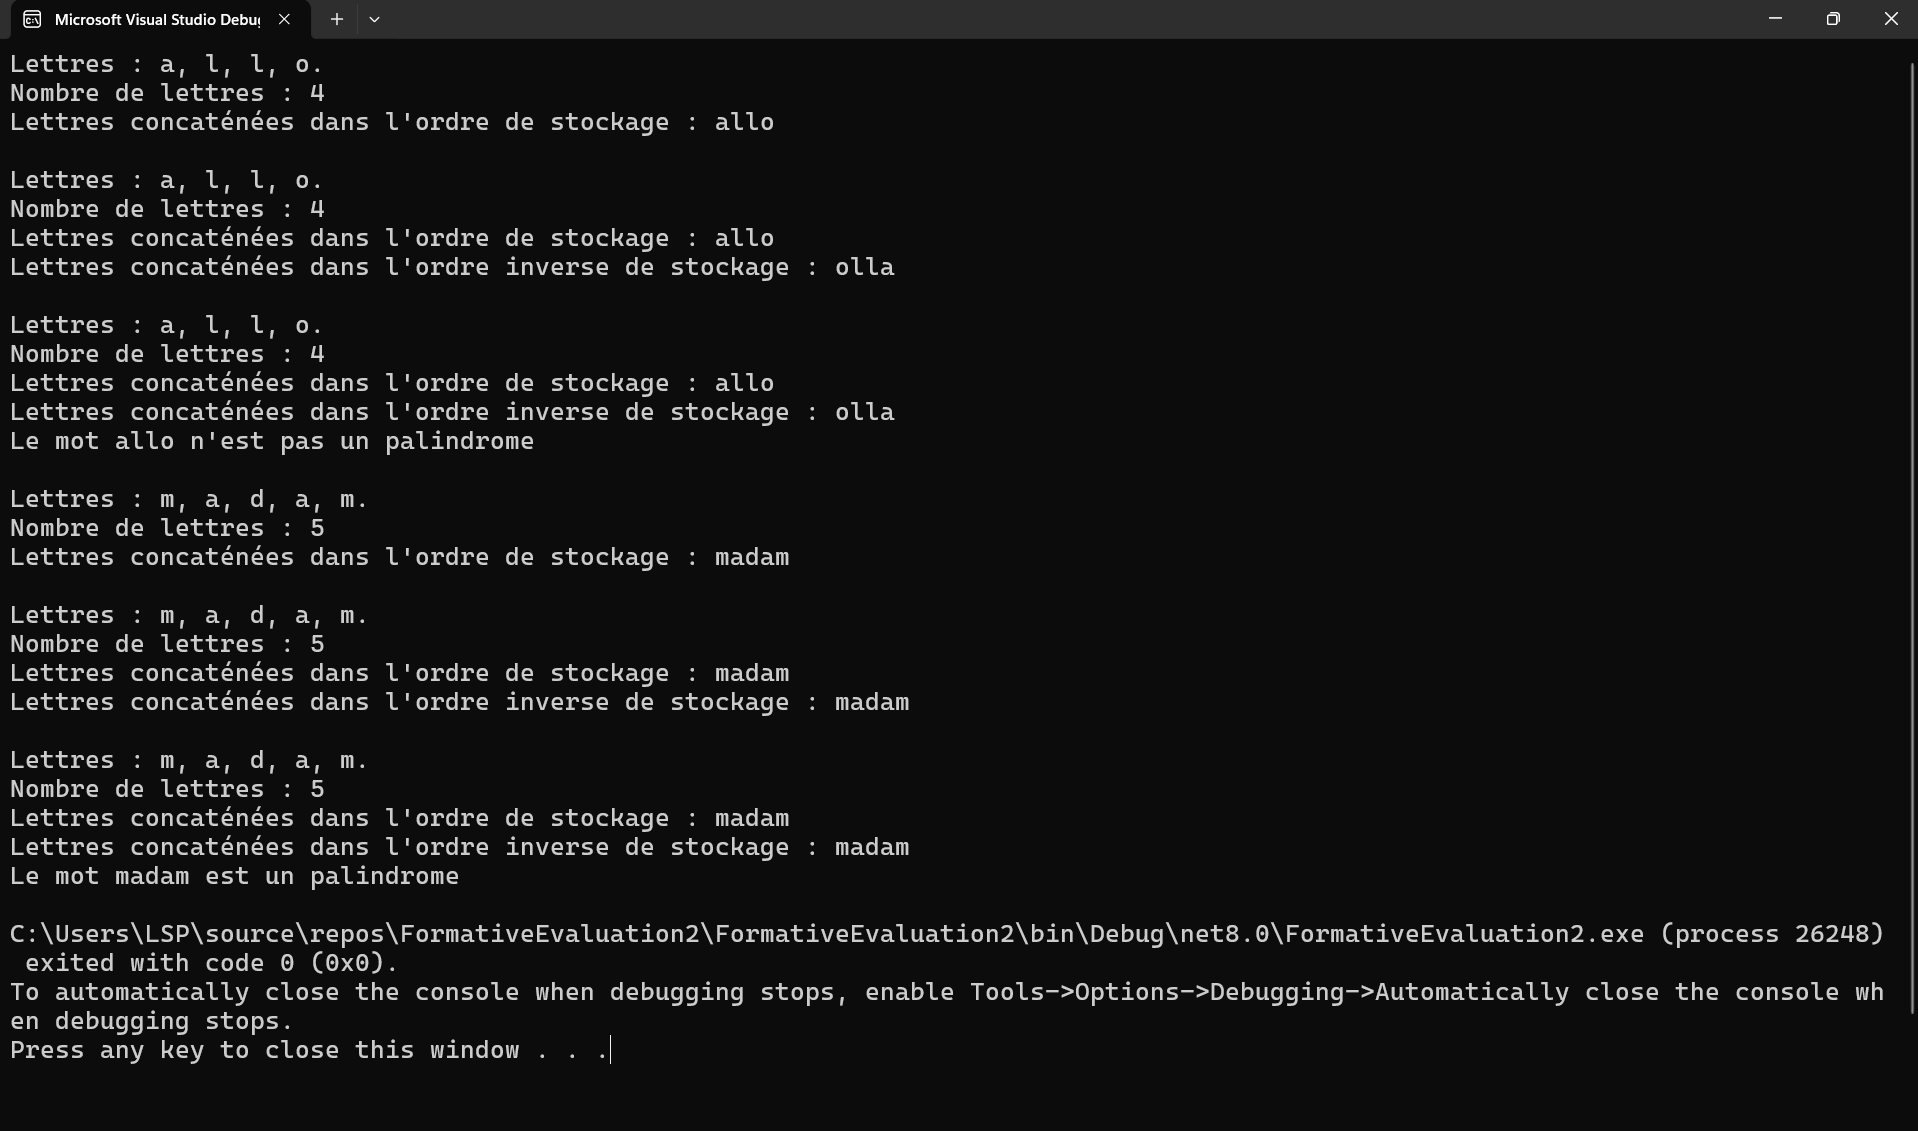 Microsoft Visual Studio Debug
Lettres : a, l, l, o.
Nombre de lettres : 4
Lettres concaténées dans l'ordre de stockage : allo
Lettres : a, l, l, o.
Nombre de lettres : 4
Lettres concaténées dans l'ordre de stockage : allo
Lettres concaténées dans l'ordre inverse de stockage : olla
Lettres : a, l, l, o.
Nombre de lettres : 4
Lettres concaténées dans l'ordre de stockage : allo
Lettres concaténées dans l'ordre inverse de stockage : olla
Le mot allo n'est pas un palindrome
Lettres : m, a, d, a, m.
Nombre de lettres : 5
Lettres concaténées dans l'ordre de stockage : madam
Lettres : m, a, d, a, m.
Nombre de lettres : 5
Lettres concaténées dans l'ordre de stockage : madam
Lettres concaténées dans l'ordre inverse de stockage : madam
Lettres : m, a, d, a, m.
Nombre de lettres : 5
Lettres concaténées dans l'ordre de stockage : madam
Lettres concaténées dans l'ordre inverse de stockage : madam
Le mot madam est un palindrome
C:\Users\LSP\source\repos\FormativeEvaluation2\FormativeEvaluation2\bin\Debug\net8.0\FormativeEvaluation2.exe (process 26248)
exited with code 0 (0x0).
To automatically close the console when debugging stops, enable Tools->Options->Debugging->Automatically close the console wh
en debugging stops.
Press any key to close this window . . .